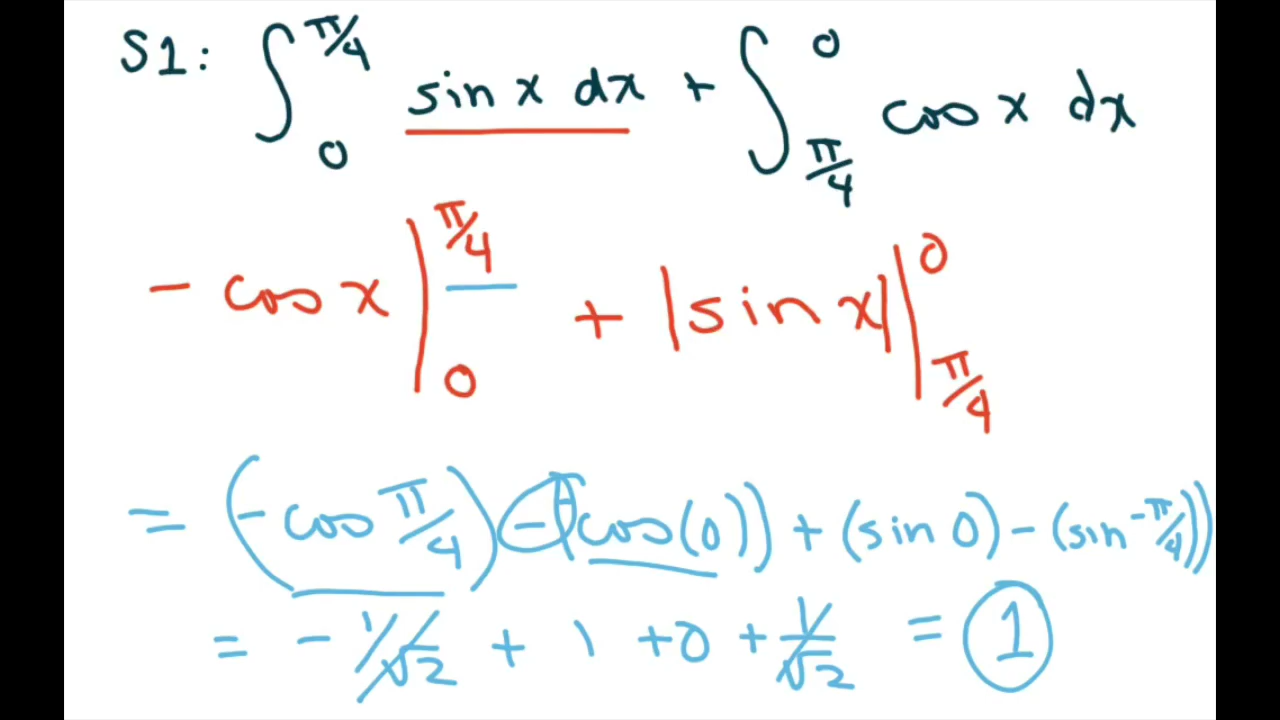 S1: ∫₀^{π/4} sin x dx + ∫_{π/4}^{0} cos x dx
- cos x |₀^{π/4} + |sin x| |_{π/4}^{0}
= (-cos π/4) - (-cos(0)) + (sin 0) - (sin -π/4))
= - 1/√2 + 1 + 0 + 1/√2 = 1